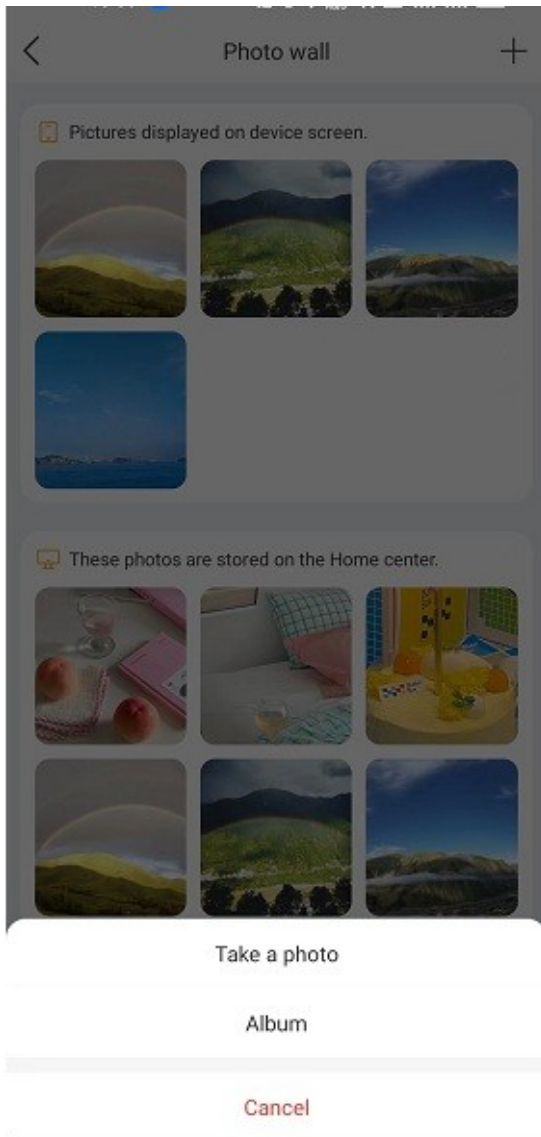 Photo wall
Pictures displayed on device screen.
These photos are stored on the Home center.
Take a photo
Album
Cancel